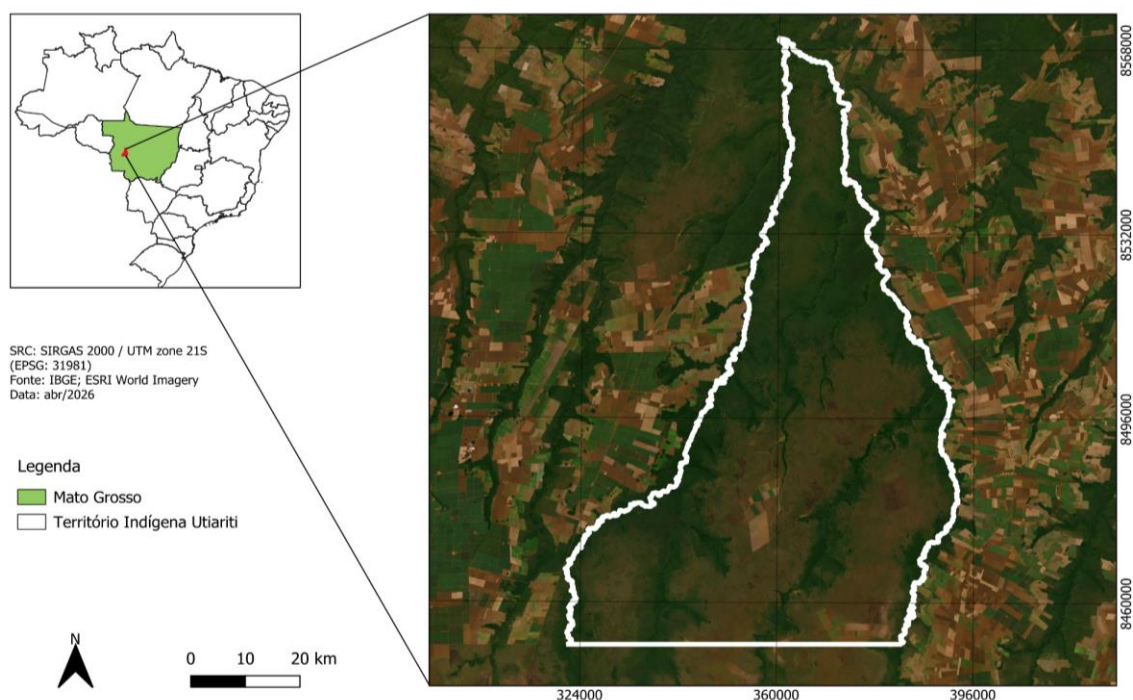 SRC: SIRGAS 2000 / UTM zone 21S
(EPSG: 31981)
Fonte: IBGE; ESRI World Imagery
Data: abr/2026
Legenda
Mato Grosso
Território Indígena Utiariti
N
0 10 20 km
8568000
8532000
8496000
8460000
324000 360000 396000